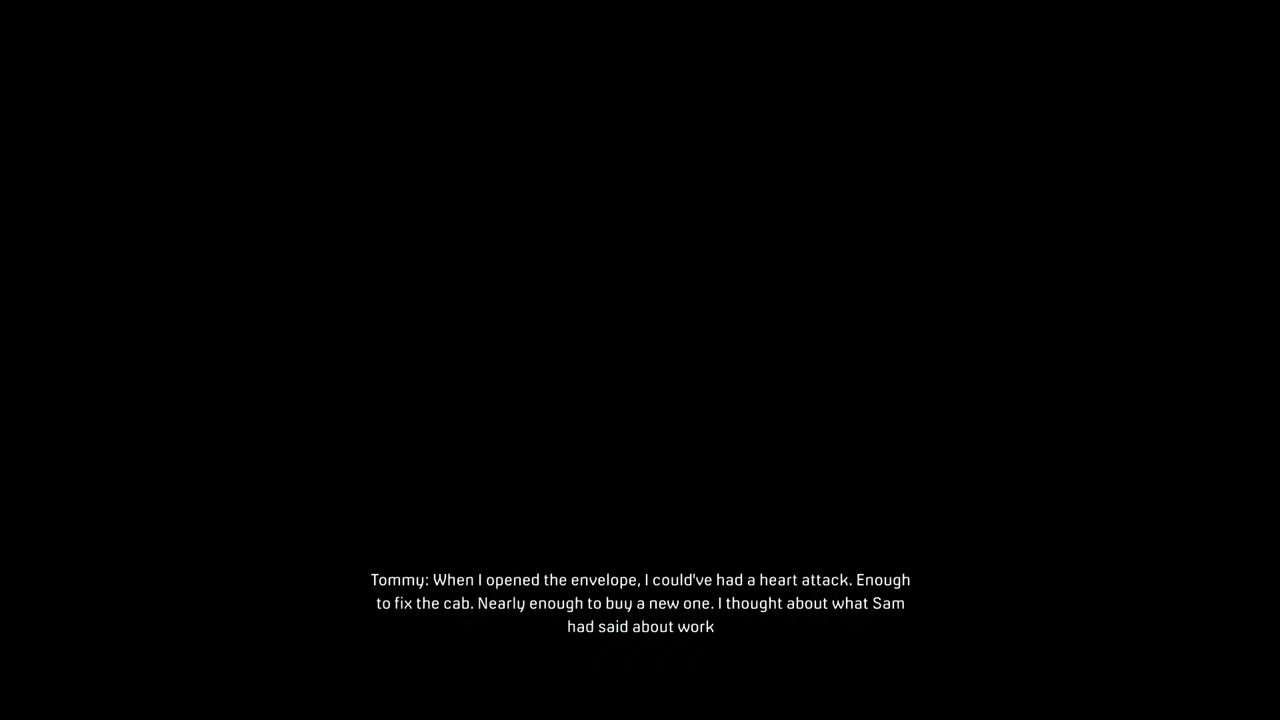 Tommy: When I opened the envelope, I could've had a heart attack. Enough
to fix the cab. Nearly enough to buy a new one. I thought about what Sam
had said about work